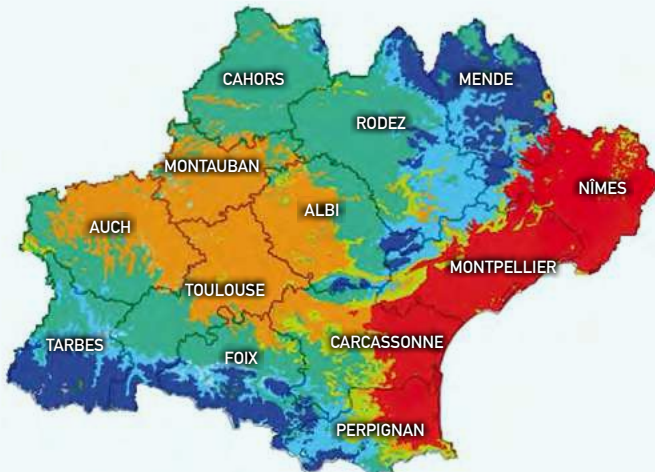 CAHORS
MENDE
RODEZ
MONTAUBAN
NÎMES
ALBI
AUCH
MONTPELLIER
TOULOUSE
TARBES
CARCASSONNE
FOIX
PERPIGNAN